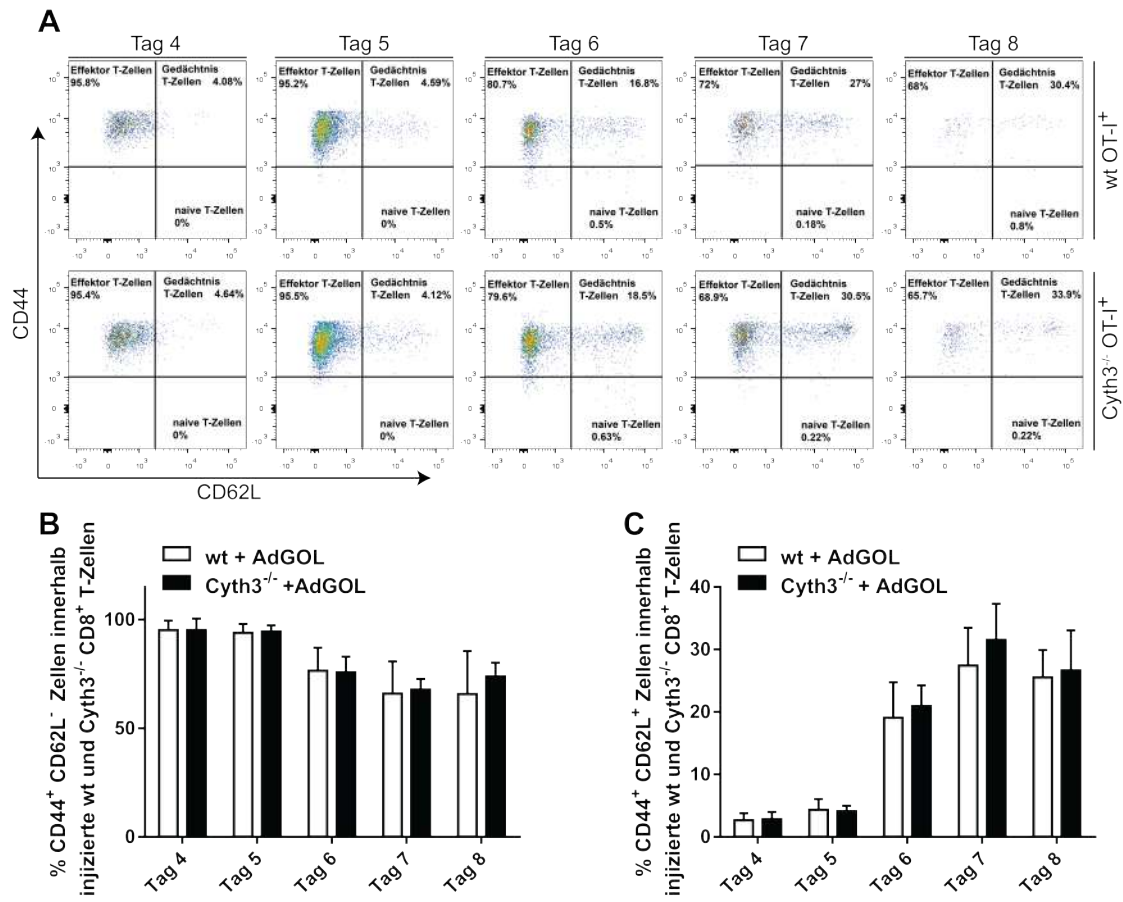 A
Tag 4 Tag 5 Tag 6 Tag 7 Tag 8
Effektor T-Zellen
95.8%
Gedächtnis
T-Zellen 4.08%
naive T-Zellen
0%
Effektor T-Zellen
95.2%
Gedächtnis
T-Zellen 4.59%
naive T-Zellen
0%
Effektor T-Zellen
80.7%
Gedächtnis
T-Zellen 16.8%
naive T-Zellen
0.5%
Effektor T-Zellen
72%
Gedächtnis
T-Zellen 27%
naive T-Zellen
0.18%
Effektor T-Zellen
68%
Gedächtnis
T-Zellen 30.4%
naive T-Zellen
0.8%
wt OT-I⁺
Effektor T-Zellen
95.4%
Gedächtnis
T-Zellen 4.64%
naive T-Zellen
0%
Effektor T-Zellen
95.5%
Gedächtnis
T-Zellen 4.12%
naive T-Zellen
0%
Effektor T-Zellen
79.6%
Gedächtnis
T-Zellen 18.5%
naive T-Zellen
0.63%
Effektor T-Zellen
68.9%
Gedächtnis
T-Zellen 30.5%
naive T-Zellen
0.22%
Effektor T-Zellen
65.7%
Gedächtnis
T-Zellen 33.9%
naive T-Zellen
0.22%
Cyth3⁻/⁻ OT-I⁺
CD44
CD62L
B
% CD44⁺ CD62L⁻ Zellen innerhalb
injizierte wt und Cyth3⁻/⁻ CD8⁺ T-Zellen
wt + AdGOL
Cyth3⁻/⁻ +AdGOL
100
50
0
Tag 4 Tag 5 Tag 6 Tag 7 Tag 8
C
% CD44⁺ CD62L⁺ Zellen innerhalb
injizierte wt und Cyth3⁻/⁻ CD8⁺ T-Zellen
wt + AdGOL
Cyth3⁻/⁻ + AdGOL
40
30
20
10
0
Tag 4 Tag 5 Tag 6 Tag 7 Tag 8